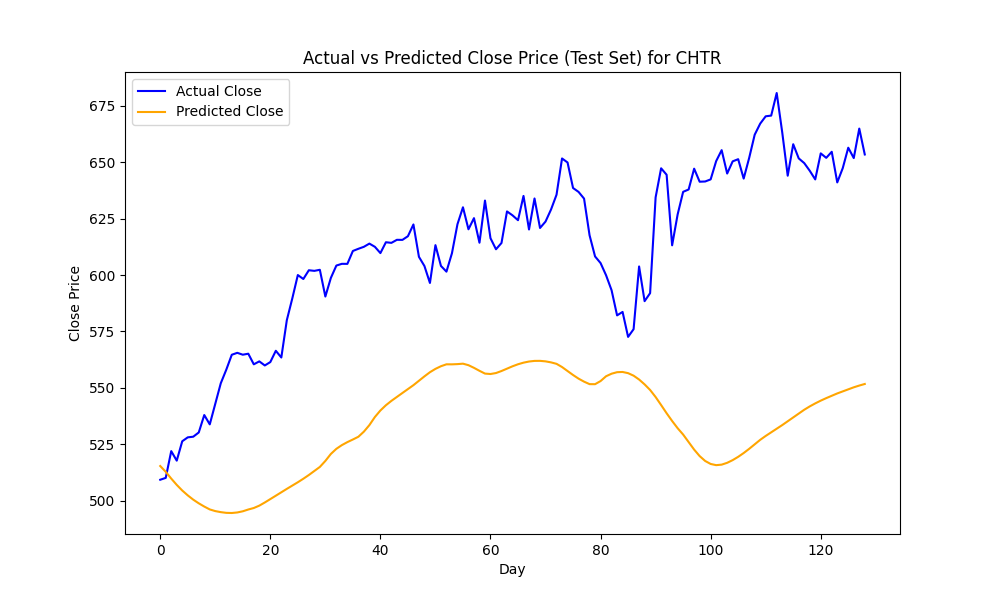 Actual vs Predicted Close Price (Test Set) for CHTR
Actual Close
Predicted Close
Close Price
675
650
625
600
575
550
525
500
0 20 40 60 80 100 120
Day